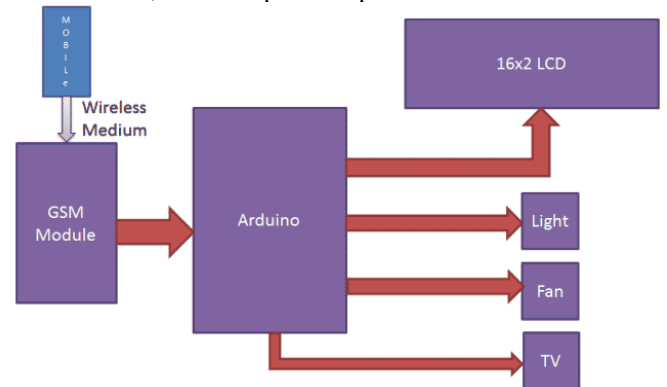 M
O
B
I
L
e
Wireless
Medium
16x2 LCD
GSM
Module
Arduino
Light
Fan
TV